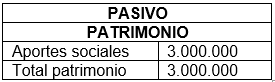 PASIVO
PATRIMONIO
Aportes sociales 3.000.000
Total patrimonio 3.000.000